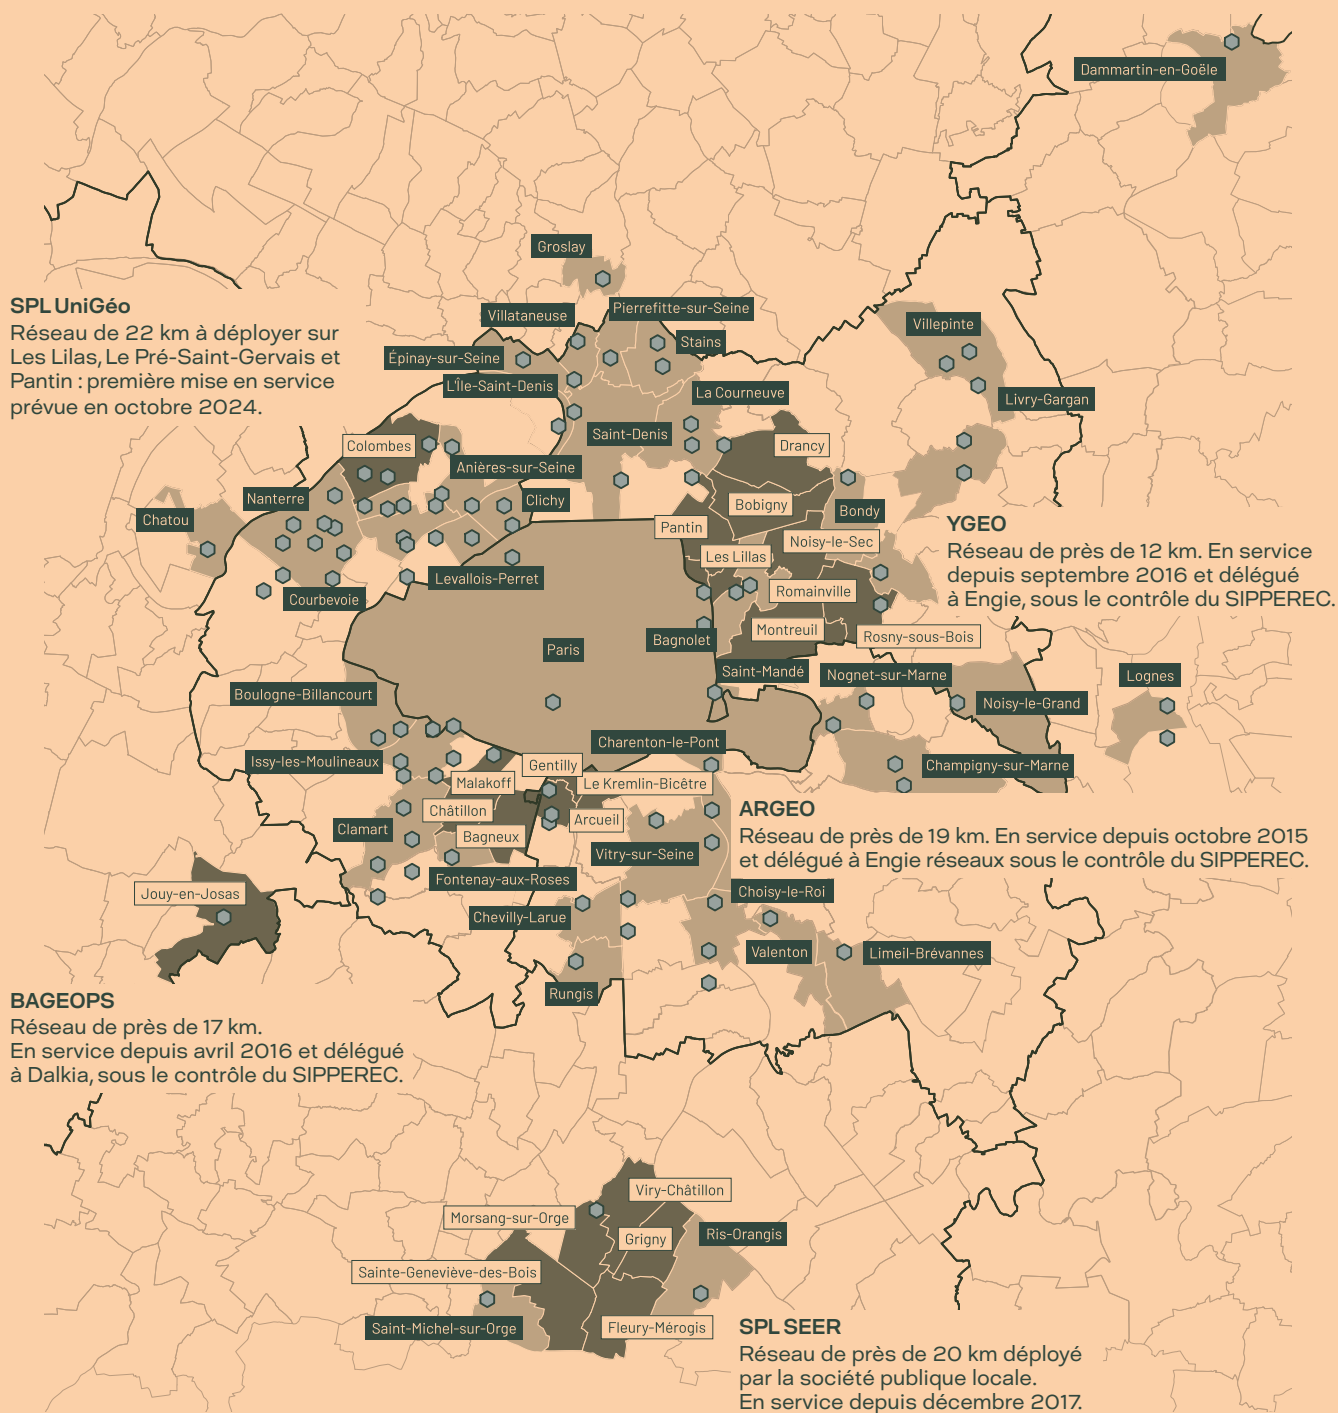 Dammartin-en-Goële
Groslay
SPL UniGéo
Réseau de 22 km à déployer sur
Les Lilas, Le Pré-Saint-Gervais et
Pantin : première mise en service
prévue en octobre 2024.
Villataneuse
Pierrefitte-sur-Seine
Villepinte
Épinay-sur-Seine
Stains
L'Île-Saint-Denis
La Courneuve
Livry-Gargan
Colombes
Saint-Denis
Drancy
Anières-sur-Seine
Nanterre
Clichy
Bobigny
Bondy
Chatou
Pantin
YGEO
Réseau de près de 12 km. En service
depuis septembre 2016 et délégué
à Engie, sous le contrôle du SIPPEREC.
Noisy-le-Sec
Les Lillas
Levallois-Perret
Courbevoie
Romainville
Montreuil
Rosny-sous-Bois
Bagnolet
Paris
Saint-Mandé
Nognet-sur-Marne
Lognes
Boulogne-Billancourt
Noisy-le-Grand
Charenton-le-Pont
Issy-les-Moulineaux
Gentilly
Champigny-sur-Marne
Malakoff
Le Kremlin-Bicêtre
Châtillon
Arcueil
ARGEO
Réseau de près de 19 km. En service depuis octobre 2015
et délégué à Engie réseaux sous le contrôle du SIPPEREC.
Clamart
Bagneux
Vitry-sur-Seine
Fontenay-aux-Roses
Jouy-en-Josas
Choisy-le-Roi
Chevilly-Larue
Valenton
Limeil-Brévannes
Rungis
BAGEOPS
Réseau de près de 17 km.
En service depuis avril 2016 et délégué
à Dalkia, sous le contrôle du SIPPEREC.
Viry-Châtillon
Morsang-sur-Orge
Grigny
Ris-Orangis
Sainte-Geneviève-des-Bois
Saint-Michel-sur-Orge
Fleury-Mérogis
SPL SEER
Réseau de près de 20 km déployé
par la société publique locale.
En service depuis décembre 2017.